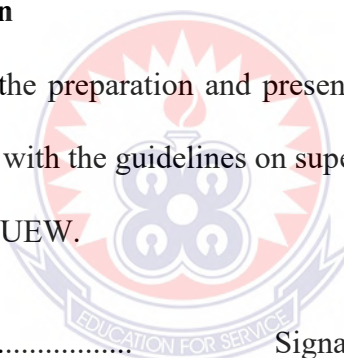 n
the preparation and presen
with the guidelines on supe
UEW.
.................... Signa
EDUCATION FOR SERVICE